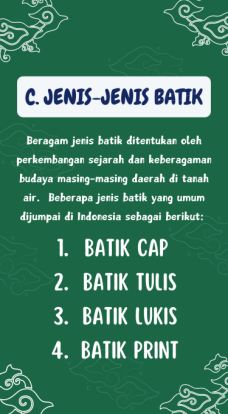 C. JENIS-JENIS BATIK
Beragam jenis batik ditentukan oleh
perkembangan sejarah dan keberagaman
budaya masing-masing daerah di tanah
air. Beberapa jenis batik yang umum
dijumpai di Indonesia sebagai berikut:
1. BATIK CAP
2. BATIK TULIS
3. BATIK LUKIS
4. BATIK PRINT